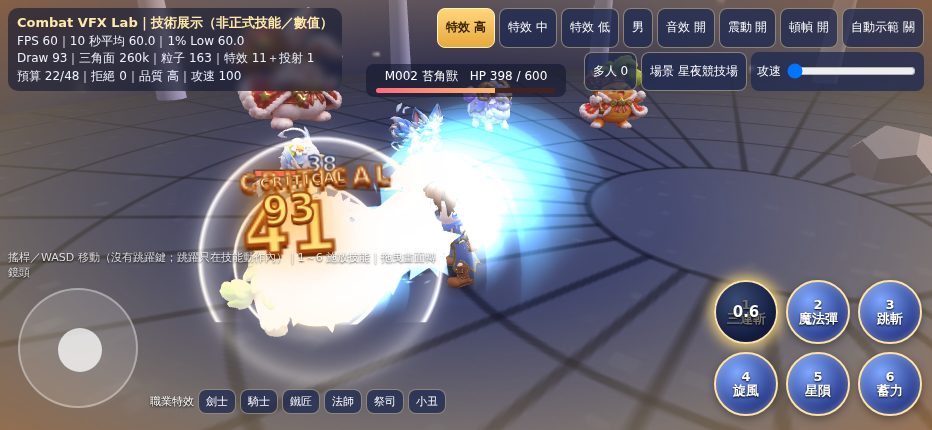 Combat VFX Lab｜技術展示（非正式技能／數值）
FPS 60｜10 秒平均 60.0｜1% Low 60.0
Draw 93｜三角面 260k｜粒子 163｜特效 11＋投射 1
預算 22/48｜拒絕 0｜品質 高｜攻速 100
特效 高
特效 中
特效 低
男
音效 開
震動 開
頓幀 開
自動示範 關
多人 0
場景 星夜競技場
攻速
M002 苔角獸 HP 398 / 600
38
CRITICAL
93
41
搖桿／WASD 移動（沒有跳躍鍵；跳躍只在技能動作內）｜1～6 施放技能｜拖曳畫面轉
鏡頭
1
0.6
三連斬
2
魔法彈
3
跳斬
4
旋風
5
星隕
6
蓄力
職業特效
劍士
騎士
鐵匠
法師
祭司
小丑